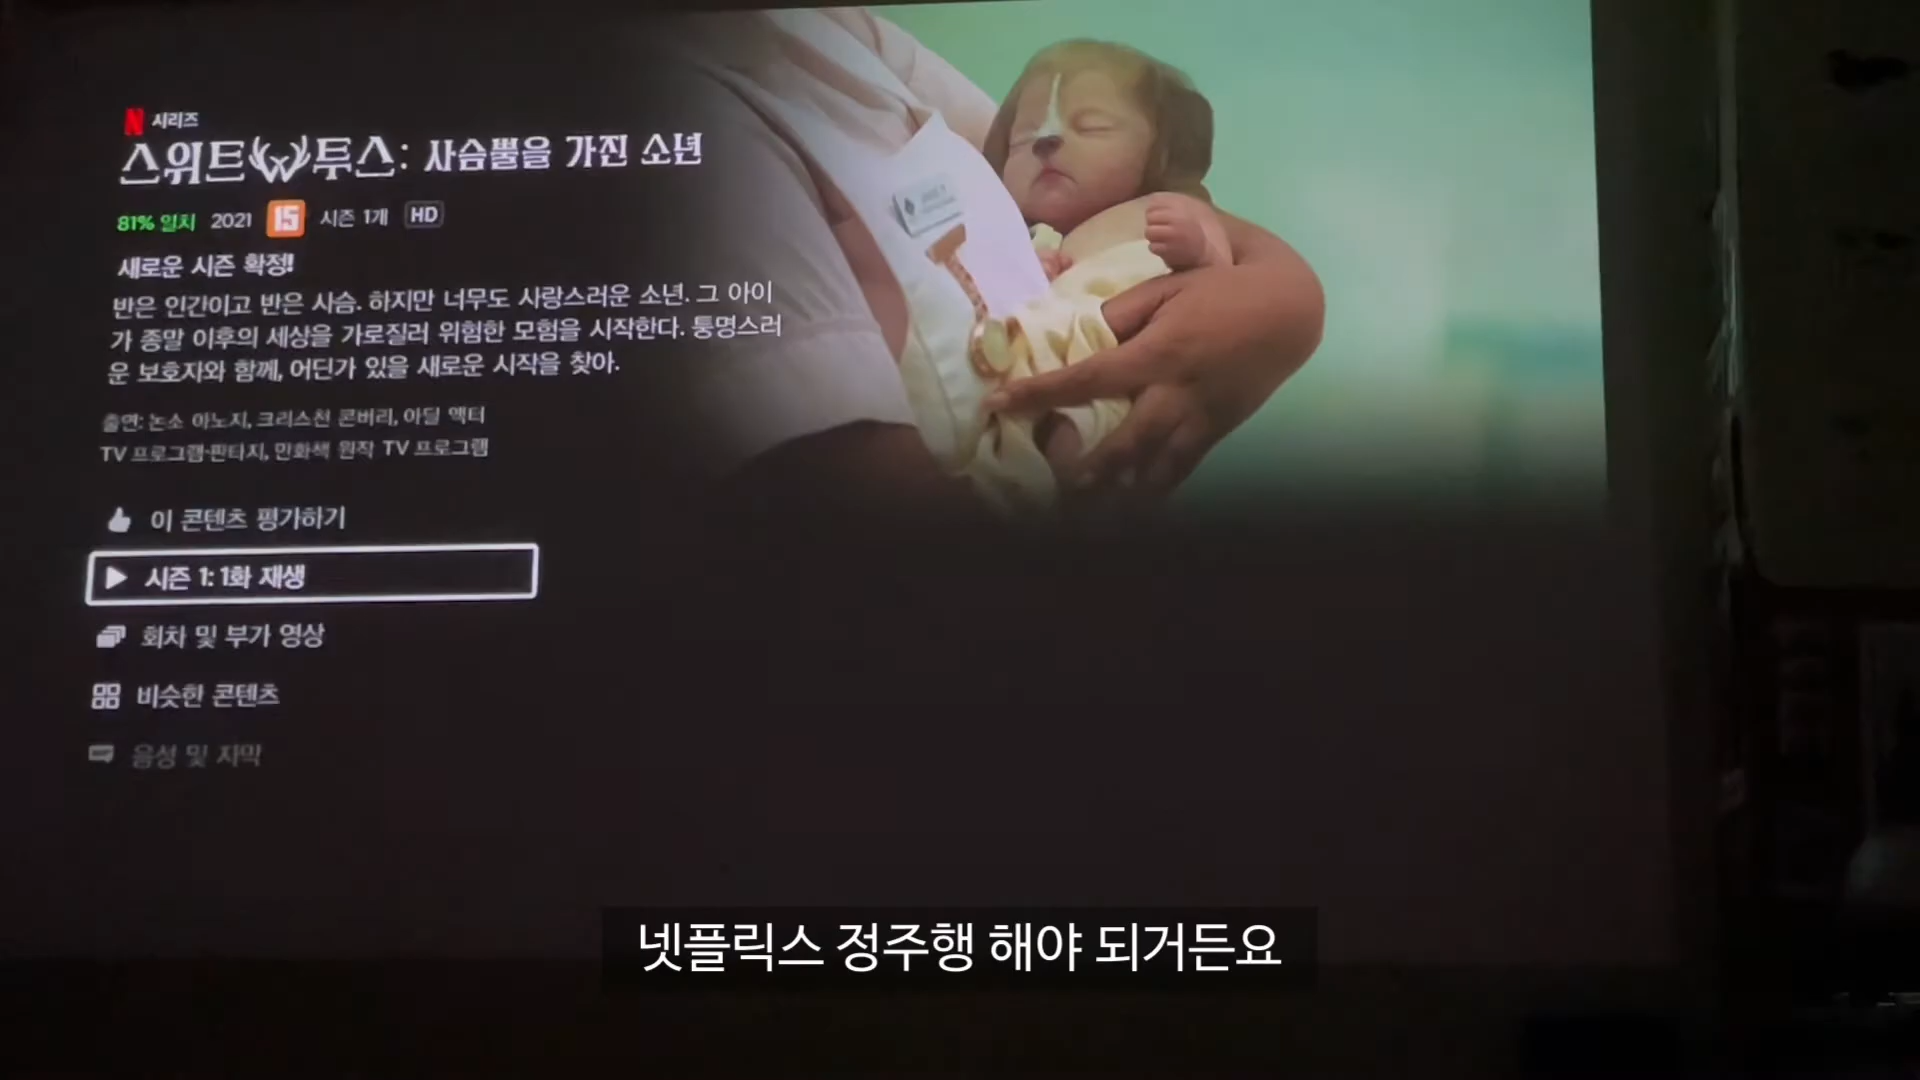 N 시리즈
스위트투스: 사슴뿔을 가진 소년
81% 일치 2021 15 시즌 1개 HD
새로운 시즌 확정!
반은 인간이고 반은 사슴. 하지만 너무도 사랑스러운 소년. 그 아이
가 종말 이후의 세상을 가로질러 위험한 모험을 시작한다. 퉁명스러
운 보호자와 함께, 어딘가 있을 새로운 시작을 찾아.
출연: 논소 아노지, 크리스천 콘버리, 아딜 액터
TV 프로그램·판타지, 만화책 원작 TV 프로그램
이 콘텐츠 평가하기
시즌 1: 1화 재생
회차 및 부가 영상
비슷한 콘텐츠
음성 및 자막
넷플릭스 정주행 해야 되거든요